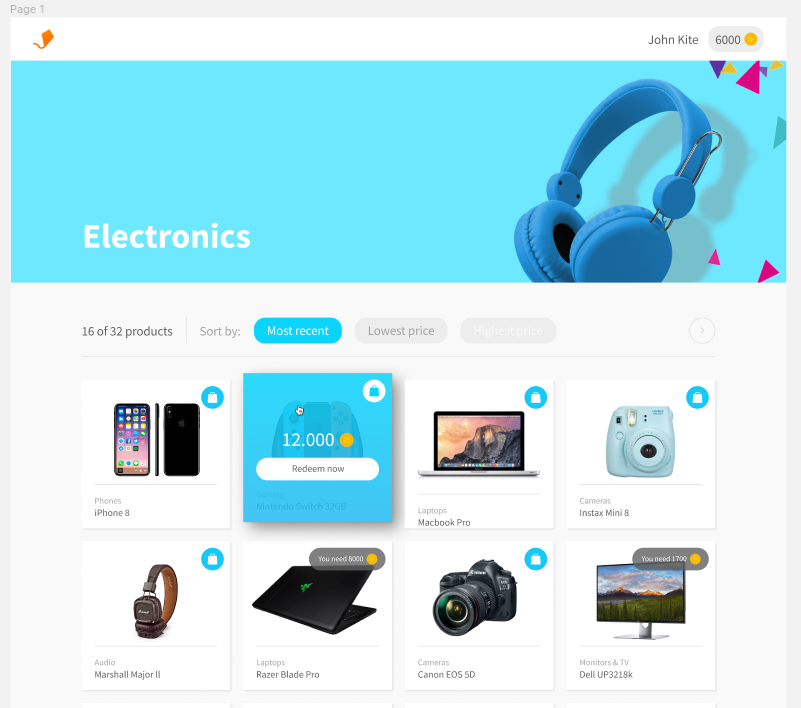 Page 1
John Kite 6000
Electronics
16 of 32 products Sort by: Most recent Lowest price Highest price
12.000
Redeem now
Phones
iPhone 8
Gaming
Nintendo Switch 32GB
Laptops
Macbook Pro
Cameras
Instax Mini 8
You need 8000
You need 1700
Canon
Audio
Marshall Major ll
Laptops
Razer Blade Pro
Cameras
Canon EOS 5D
Monitors & TV
Dell UP3218k